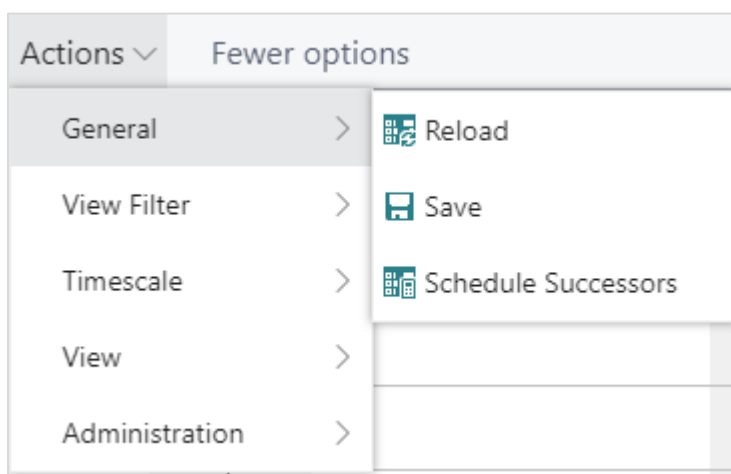 Actions Fewer options
General
Reload
View Filter
Save
Timescale
Schedule Successors
View
Administration